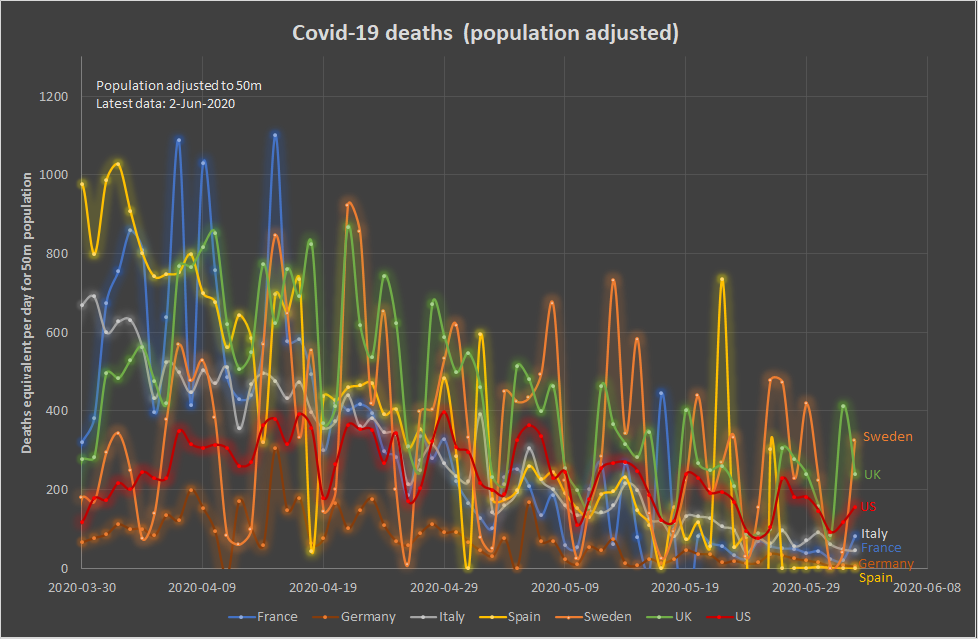 Covid-19 deaths (population adjusted)
Population adjusted to 50m
Latest data: 2-Jun-2020
Deaths equivalent per day for 50m population
1200
1000
800
600
400
200
0
2020-03-30 2020-04-09 2020-04-19 2020-04-29 2020-05-09 2020-05-19 2020-05-29 2020-06-08
Sweden
UK
US
Italy
France
Germany
Spain
France Germany Italy Spain Sweden UK US